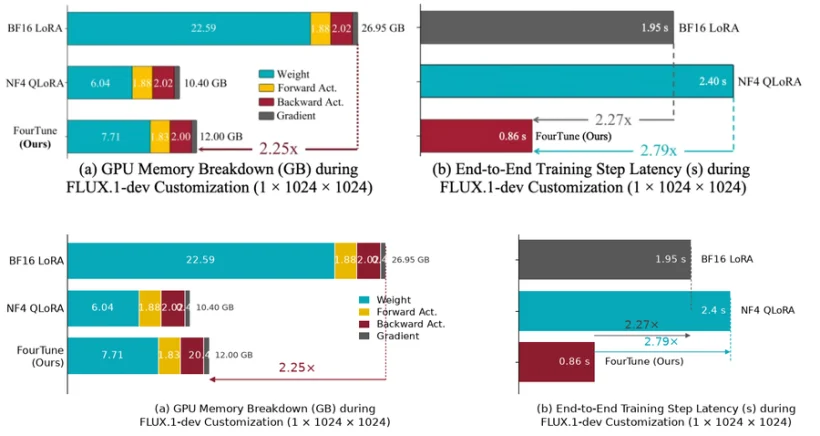 BF16 LoRA 22.59 1.88 2.02 26.95 GB
NF4 QLoRA 6.04 1.88 2.02 10.40 GB
FourTune
(Ours) 7.71 1.83 2.00 12.00 GB
Weight
Forward Act.
Backward Act.
Gradient
2.25x
(a) GPU Memory Breakdown (GB) during
FLUX.1-dev Customization (1 × 1024 × 1024)
1.95 s BF16 LoRA
2.40 s NF4 QLoRA
2.27x
0.86 s FourTune (Ours)
2.79x
(b) End-to-End Training Step Latency (s) during
FLUX.1-dev Customization (1 × 1024 × 1024)
BF16 LoRA 22.59 1.88 2.02 0.4 26.95 GB
NF4 QLoRA 6.04 1.88 2.02 0.4 10.40 GB
FourTune
(Ours) 7.71 1.83 20.4 12.00 GB
Weight
Forward Act.
Backward Act.
Gradient
2.25×
(a) GPU Memory Breakdown (GB) during
FLUX.1-dev Customization (1 × 1024 × 1024)
1.95 s BF16 LoRA
2.4 s NF4 QLoRA
2.27×
2.79×
0.86 s FourTune (Ours)
(b) End-to-End Training Step Latency (s) during
FLUX.1-dev Customization (1 × 1024 × 1024)